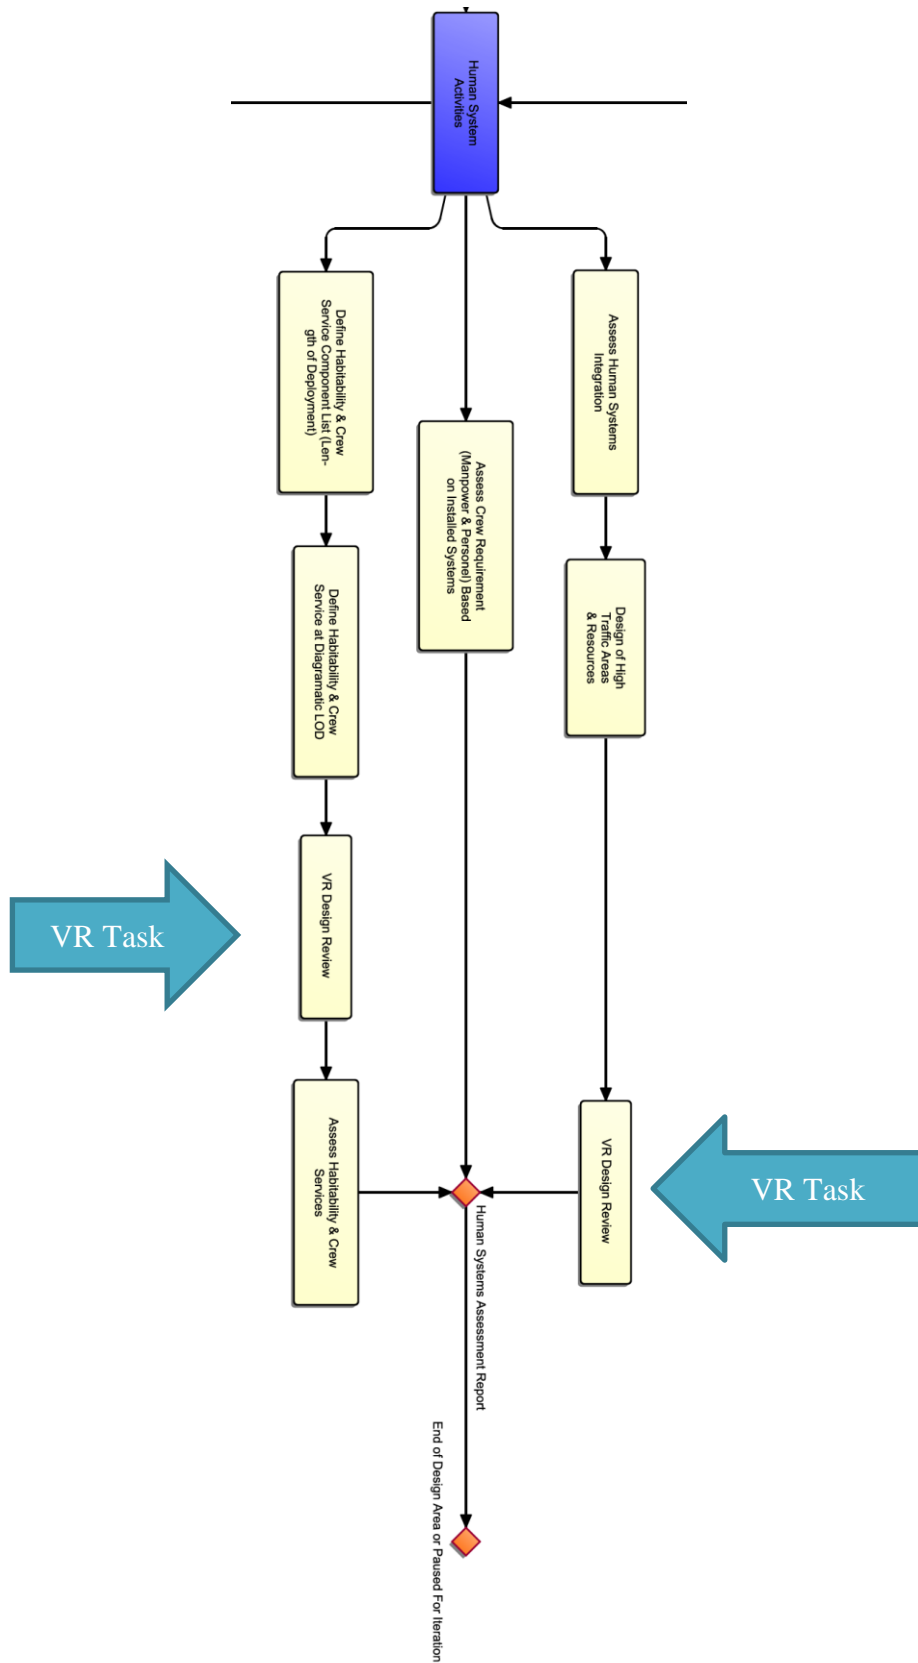 Human System
Activities
Assess Human Systems
Integration
Define Habitability & Crew
Service Component List (Len-
gth of Deployment)
Assess Crew Requirement
(Manpower & Personel) Based
on Installed Systems
Design of High
Traffic Areas
& Resources
Define Habitability & Crew
Service at Diagramatic LOD
VR Design Review
VR Task
Assess Habitability & Crew
Services
VR Design Review
VR Task
Human Systems Assessment Report
End of Design Area or Paused For Iteration